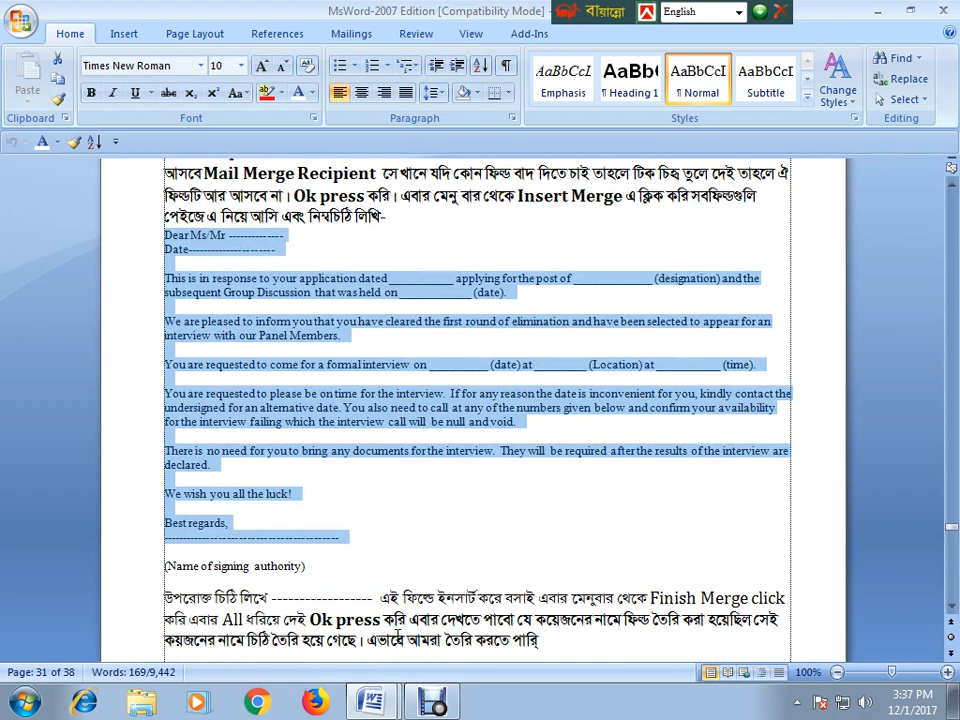 MsWord-2007 Edition [Compatibility Mode] -
বায়ান্নো
English
Home Insert Page Layout References Mailings Review View Add-Ins
Paste
Clipboard
Times New Roman 10
B I U abc X₂ X² Aa
Font
Paragraph
AaBbCcI AaBb( AaBbCcI AaBbCcI
Emphasis ¶ Heading 1 ¶ Normal Subtitle
Change Styles
Styles
Find
Replace
Select
Editing
আসবে Mail Merge Recipient সে খানে যদি কোন ফিল্ড বাদ দিতে চাই তাহলে টিক চিহৃ তুলে দেই তাহলে ঐ
ফিল্ডটি আর আসবে না। Ok press করি। এবার মেনু বার থেকে Insert Merge এ ক্লিক করি সবফিল্ডগুলি
পেইজে এ নিয়ে আসি এবং নিম্বচিঠি লিখি-
Dear Ms/Mr --------------
Date----------------------
This is in response to your application dated ___________ applying for the post of ______________ (designation) and the
subsequent Group Discussion that was held on ____________ (date).
We are pleased to inform you that you have cleared the first round of elimination and have been selected to appear for an
interview with our Panel Members.
You are requested to come for a formal interview on __________ (date) at _________ (Location) at ___________ (time).
You are requested to please be on time for the interview. If for any reason the date is inconvenient for you, kindly contact the
undersigned for an alternative date. You also need to call at any of the numbers given below and confirm your availability
for the interview failing which the interview call will be null and void.
There is no need for you to bring any documents for the interview. They will be required after the results of the interview are
declared.
We wish you all the luck!
Best regards,
-------------------------------------------
(Name of signing authority)
উপরোক্ত চিঠি লিখে ------------------- এই ফিল্ডে ইনসার্ট করে বসাই এবার মেনুবার থেকে Finish Merge click
করি এবার All ধরিয়ে দেই Ok press করি এবার দেখতে পাবো যে কয়েজনের নামে ফিল্ড তৈরি করা হয়েছিল সেই
কয়জনের নামে চিঠি তৈরি হয়ে গেছে। এভাবে আমরা তৈরি করতে পারি
Page: 31 of 38 Words: 169/9,442
100%
3:37 PM
12/1/2017